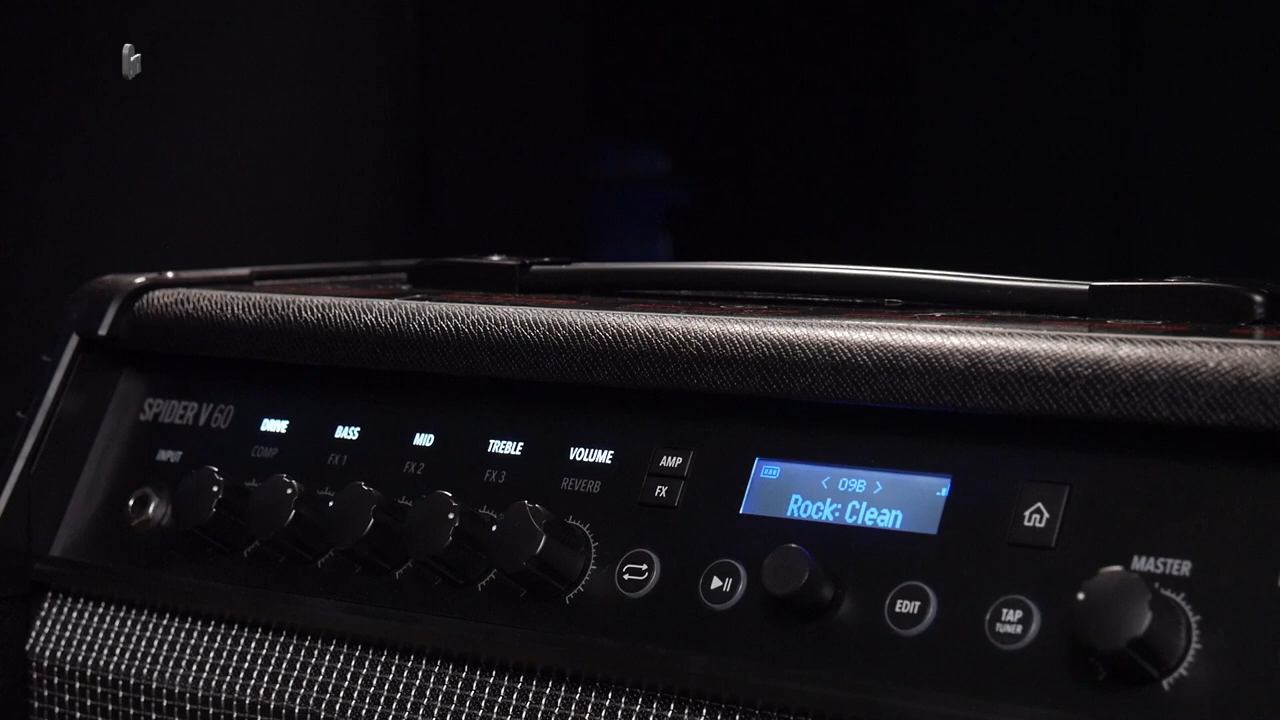 SPIDER V 60
INPUT
DRIVE
COMP
BASS
FX 1
MID
FX 2
TREBLE
FX 3
VOLUME
REVERB
AMP
FX
< 09B >
Rock: Clean
EDIT
TAP
TUNER
MASTER